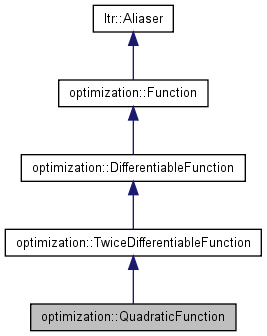 ltr::Aliaser
optimization::Function
optimization::DifferentiableFunction
optimization::TwiceDifferentiableFunction
optimization::QuadraticFunction